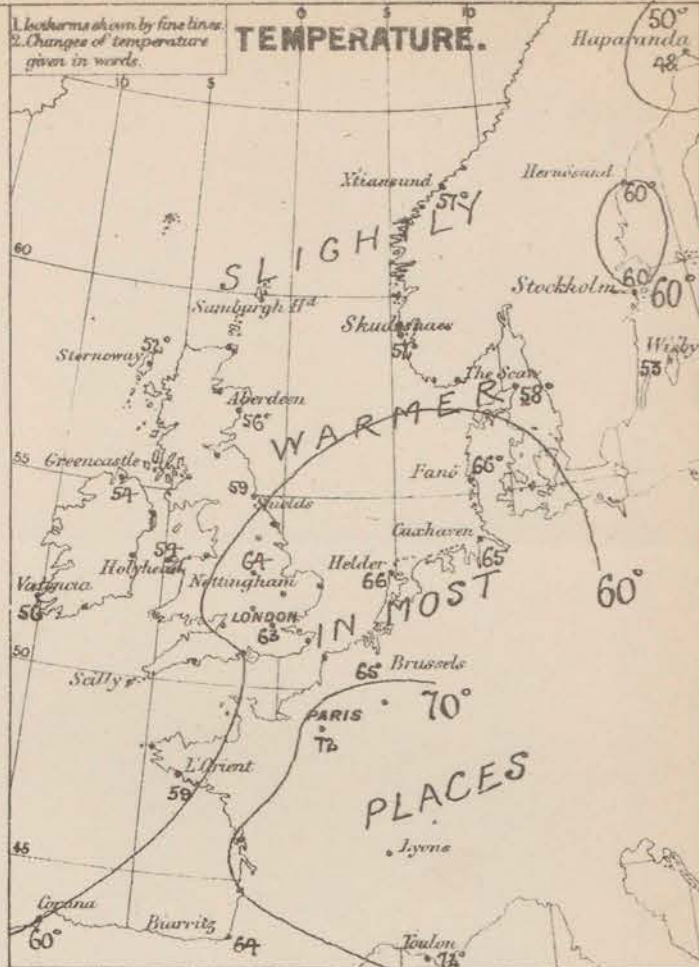 1. Isotherms shown by fine lines.
2. Changes of temperature
given in words.
TEMPERATURE.
10
5
0
5
10
50°
Haparanda
48
Xtiansund
57°
Hernösand
60°
SLIGHTLY
60
Sumburgh Hd
Stockholm
60
60°
Skudesnaes
Stornoway
52°
The Scaw
58
Wisby
53
Aberdeen
56°
WARMER
55
Greencastle
54
Fanö
66°
59
Shields
Cuxhaven
65
Holyhead
59
64
Nottingham
Helder
66
60°
Valencia
56
LONDON
63
IN MOST
50
Scilly
65°
Brussels
70°
PARIS
72
L'Orient
59
PLACES
45
Lyons
Coruna
60°
Biarritz
64
Toulon